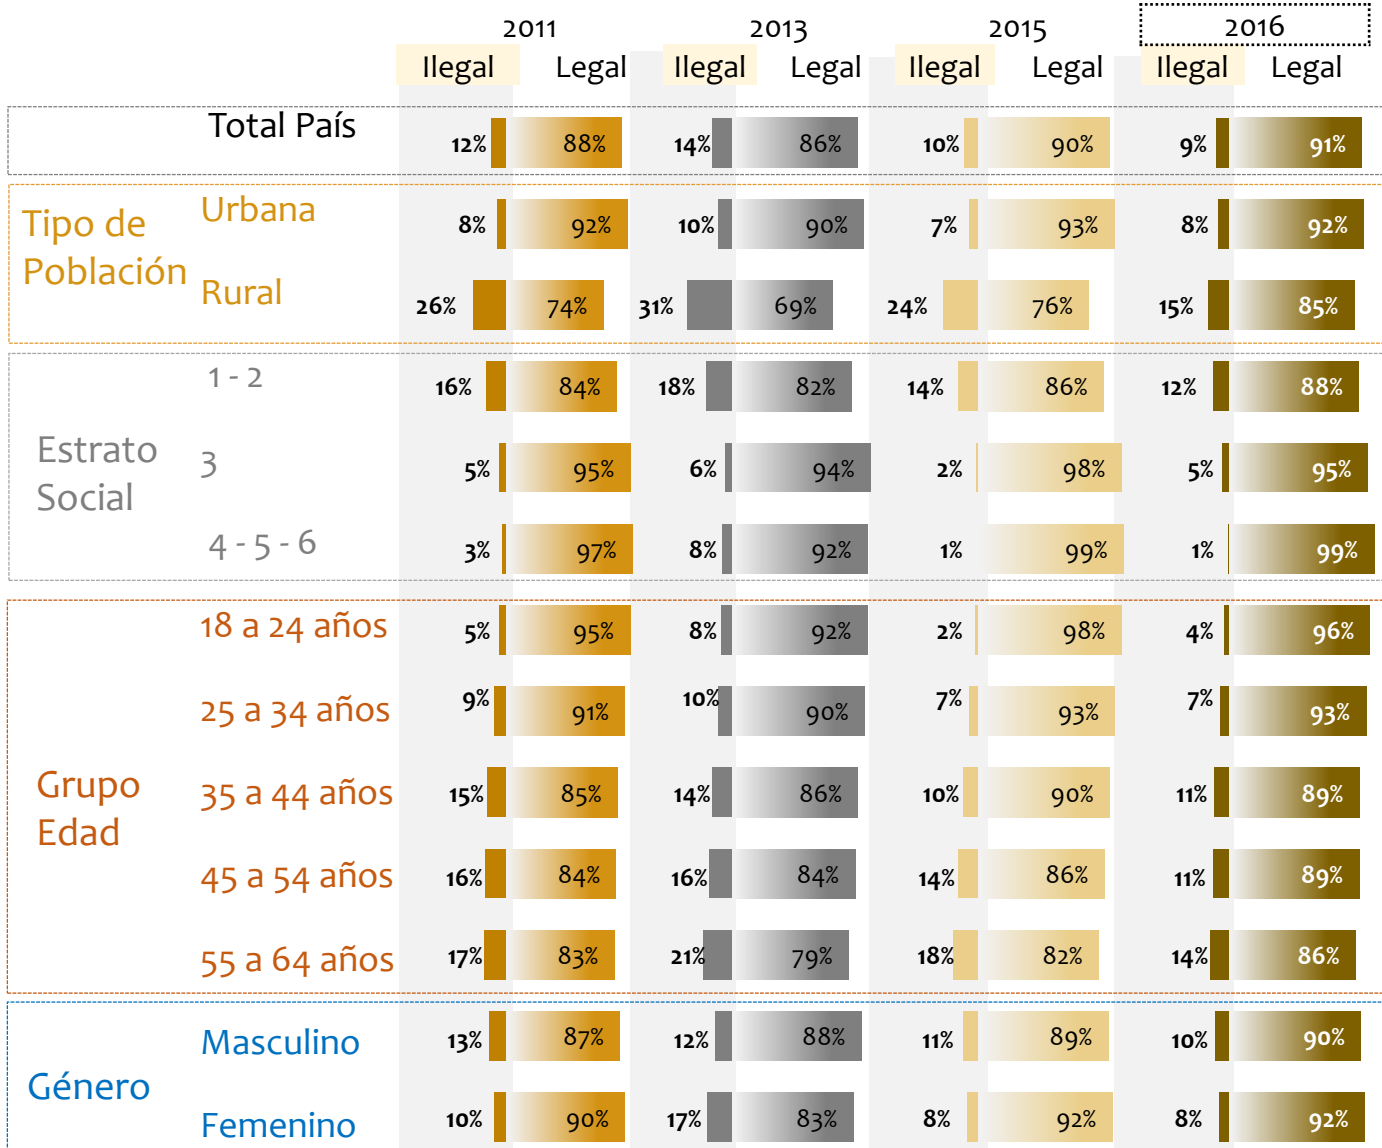 2011 2013 2015 2016
Ilegal Legal Ilegal Legal Ilegal Legal Ilegal Legal
Total País 12% 88% 14% 86% 10% 90% 9% 91%
Tipo de
Población
Urbana 8% 92% 10% 90% 7% 93% 8% 92%
Rural 26% 74% 31% 69% 24% 76% 15% 85%
Estrato
Social
1 - 2 16% 84% 18% 82% 14% 86% 12% 88%
3 5% 95% 6% 94% 2% 98% 5% 95%
4 - 5 - 6 3% 97% 8% 92% 1% 99% 1% 99%
Grupo
Edad
18 a 24 años 5% 95% 8% 92% 2% 98% 4% 96%
25 a 34 años 9% 91% 10% 90% 7% 93% 7% 93%
35 a 44 años 15% 85% 14% 86% 10% 90% 11% 89%
45 a 54 años 16% 84% 16% 84% 14% 86% 11% 89%
55 a 64 años 17% 83% 21% 79% 18% 82% 14% 86%
Género
Masculino 13% 87% 12% 88% 11% 89% 10% 90%
Femenino 10% 90% 17% 83% 8% 92% 8% 92%